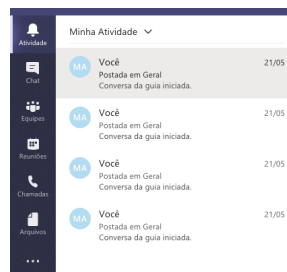 Atividade
Chat
Equipes
Reuniões
Chamadas
Arquivos
Minha Atividade
MA
Você
21/05
Postada em Geral
Conversa da guia iniciada.
MA
Você
21/05
Postada em Geral
Conversa da guia iniciada.
MA
Você
21/05
Postada em Geral
Conversa da guia iniciada.
MA
Você
21/05
Postada em Geral
Conversa da guia iniciada.